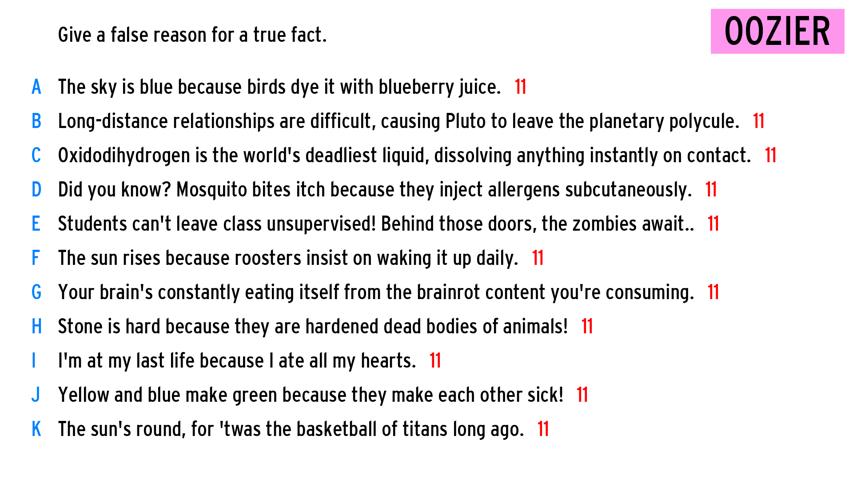 Give a false reason for a true fact.
OOZIER
A The sky is blue because birds dye it with blueberry juice. 11
B Long-distance relationships are difficult, causing Pluto to leave the planetary polycule. 11
C Oxidodihydrogen is the world's deadliest liquid, dissolving anything instantly on contact. 11
D Did you know? Mosquito bites itch because they inject allergens subcutaneously. 11
E Students can't leave class unsupervised! Behind those doors, the zombies await.. 11
F The sun rises because roosters insist on waking it up daily. 11
G Your brain's constantly eating itself from the brainrot content you're consuming. 11
H Stone is hard because they are hardened dead bodies of animals! 11
I I'm at my last life because I ate all my hearts. 11
J Yellow and blue make green because they make each other sick! 11
K The sun's round, for 'twas the basketball of titans long ago. 11